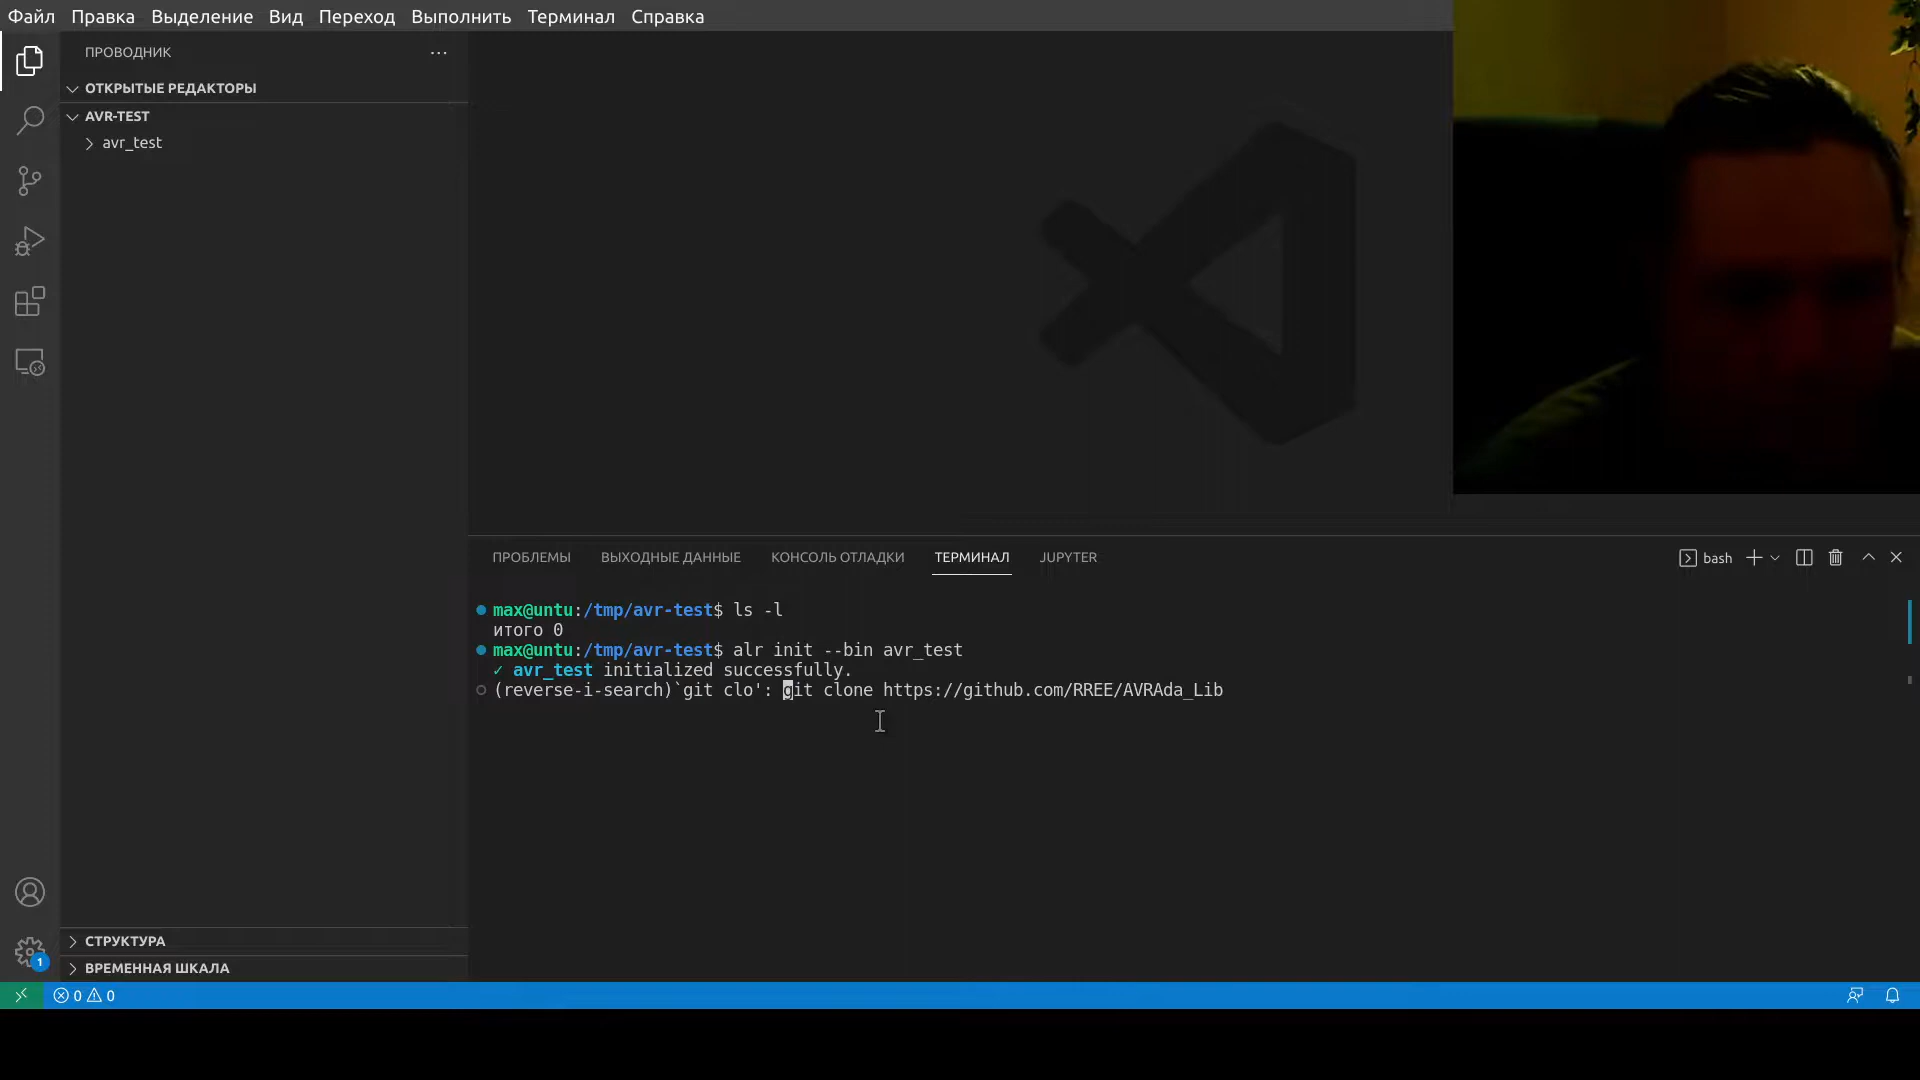 Файл Правка Выделение Вид Переход Выполнить Терминал Справка
ПРОВОДНИК
ОТКРЫТЫЕ РЕДАКТОРЫ
AVR-TEST
avr_test
ПРОБЛЕМЫ ВЫХОДНЫЕ ДАННЫЕ КОНСОЛЬ ОТЛАДКИ ТЕРМИНАЛ JUPYTER
bash
max@untu:/tmp/avr-test$ ls -l
итого 0
max@untu:/tmp/avr-test$ alr init --bin avr_test
✓ avr_test initialized successfully.
(reverse-i-search)`git clo': git clone https://github.com/RREE/AVRAda_Lib
СТРУКТУРА
ВРЕМЕННАЯ ШКАЛА
1
0 0